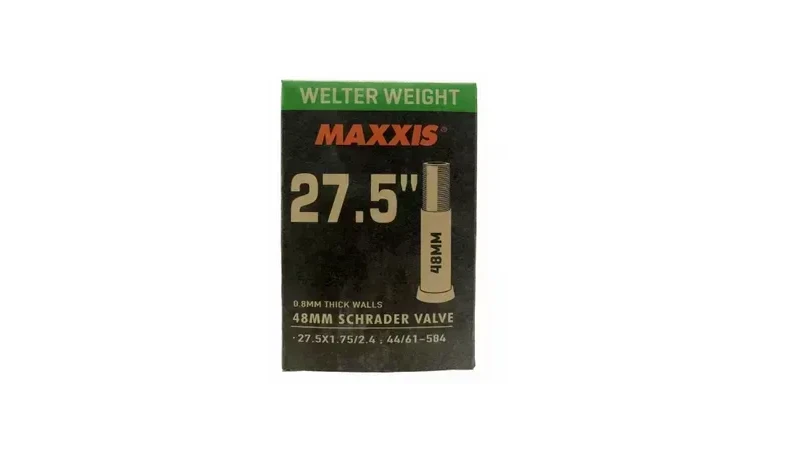 WELTER WEIGHT
MAXXIS®
27.5"
48MM
0.8MM THICK WALLS
48MM SCHRADER VALVE
·27.5X1.75/2.4 ; 44/61-584